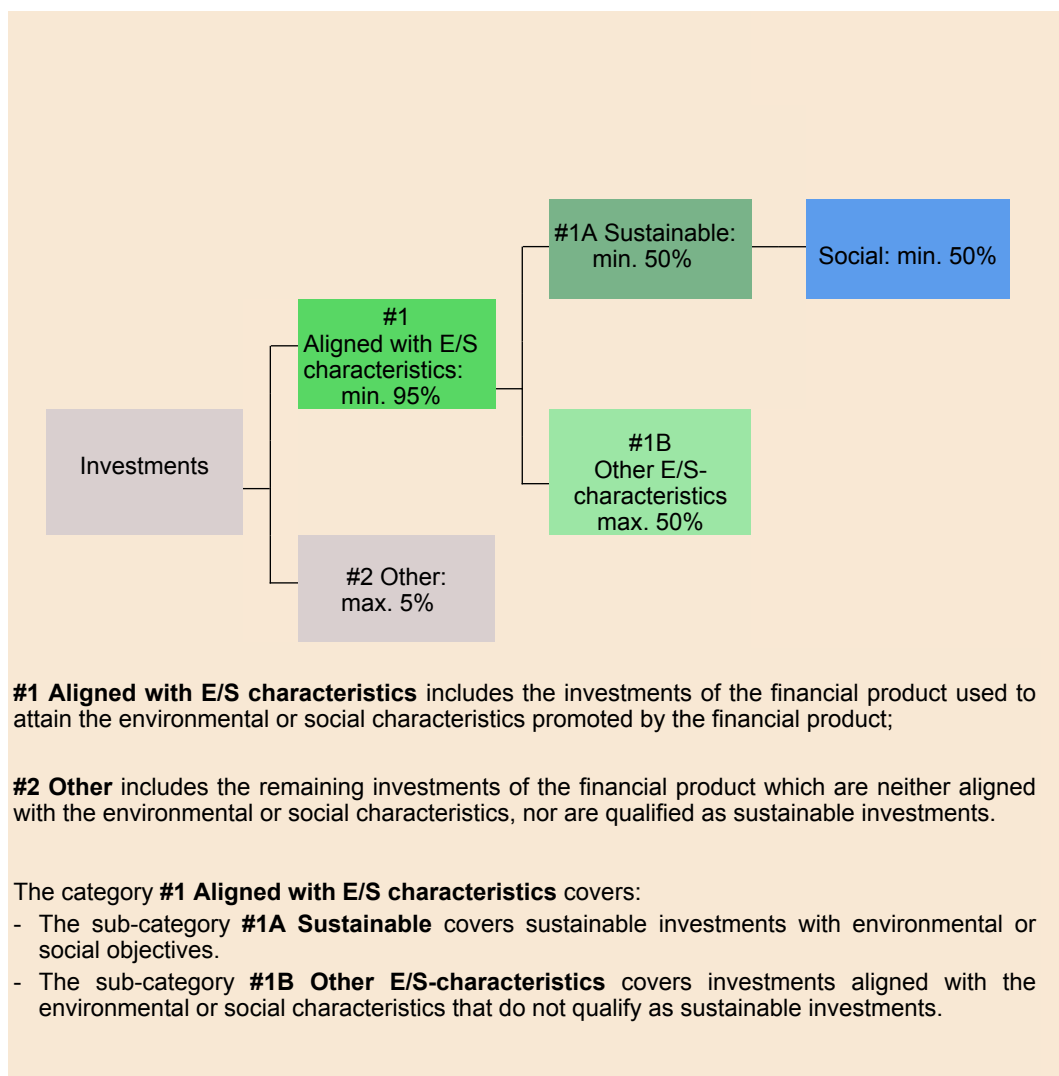 #1A Sustainable:
min. 50%
Social: min. 50%
#1
Aligned with E/S
characteristics:
min. 95%
Investments
#1B
Other E/S-
characteristics
max. 50%
#2 Other:
max. 5%
#1 Aligned with E/S characteristics includes the investments of the financial product used to
attain the environmental or social characteristics promoted by the financial product;
#2 Other includes the remaining investments of the financial product which are neither aligned
with the environmental or social characteristics, nor are qualified as sustainable investments.
The category #1 Aligned with E/S characteristics covers:
- The sub-category #1A Sustainable covers sustainable investments with environmental or
social objectives.
- The sub-category #1B Other E/S-characteristics covers investments aligned with the
environmental or social characteristics that do not qualify as sustainable investments.